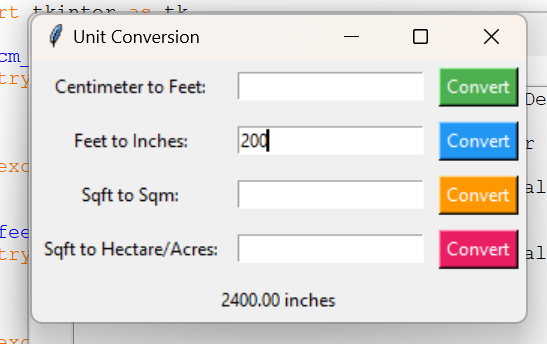 rt tkinter as tk
Unit Conversion
cm_
try
Centimeter to Feet:
Convert
De
Feet to Inches:
200
Convert
r
exc
Sqft to Sqm:
Convert
al
fee
try
Sqft to Hectare/Acres:
Convert
al
2400.00 inches
exc